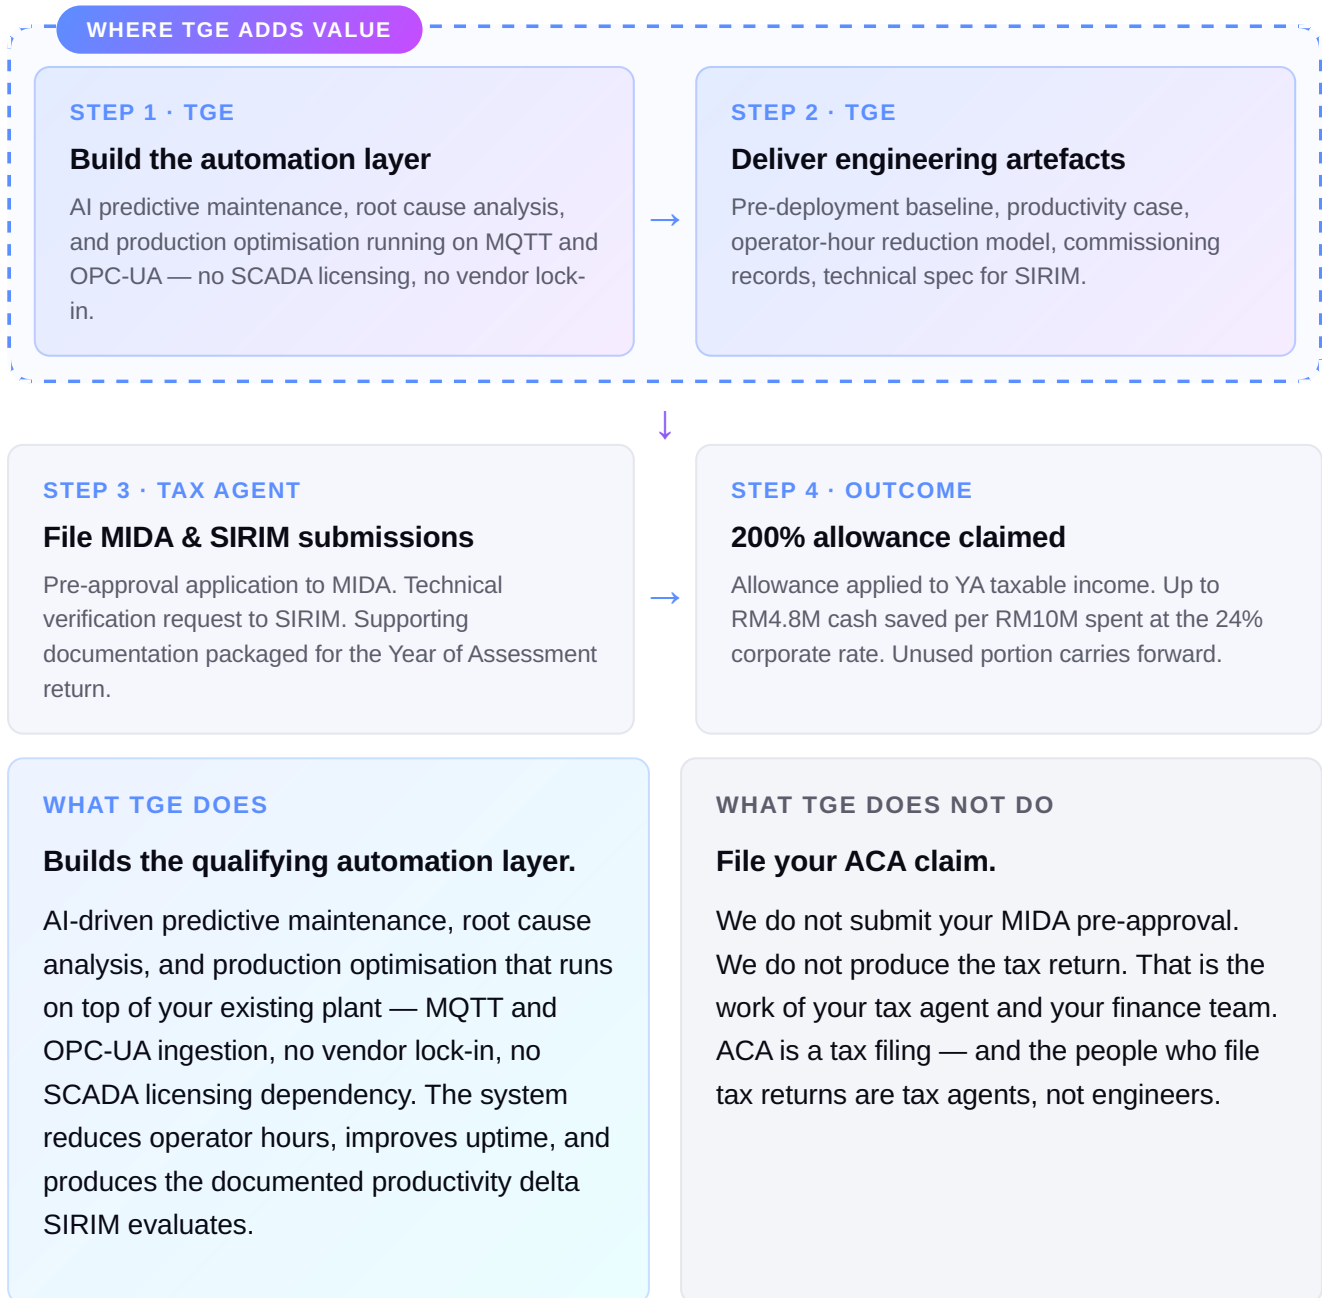 WHERE TGE ADDS VALUE
STEP 1 · TGE
Build the automation layer
AI predictive maintenance, root cause analysis,
and production optimisation running on MQTT and
OPC-UA — no SCADA licensing, no vendor lock-
in.
→
STEP 2 · TGE
Deliver engineering artefacts
Pre-deployment baseline, productivity case,
operator-hour reduction model, commissioning
records, technical spec for SIRIM.
↓
STEP 3 · TAX AGENT
File MIDA & SIRIM submissions
Pre-approval application to MIDA. Technical
verification request to SIRIM. Supporting
documentation packaged for the Year of Assessment
return.
→
STEP 4 · OUTCOME
200% allowance claimed
Allowance applied to YA taxable income. Up to
RM4.8M cash saved per RM10M spent at the 24%
corporate rate. Unused portion carries forward.
WHAT TGE DOES
Builds the qualifying automation layer.
AI-driven predictive maintenance, root cause
analysis, and production optimisation that runs
on top of your existing plant — MQTT and
OPC-UA ingestion, no vendor lock-in, no
SCADA licensing dependency. The system
reduces operator hours, improves uptime, and
produces the documented productivity delta
SIRIM evaluates.
WHAT TGE DOES NOT DO
File your ACA claim.
We do not submit your MIDA pre-approval.
We do not produce the tax return. That is the
work of your tax agent and your finance team.
ACA is a tax filing — and the people who file
tax returns are tax agents, not engineers.